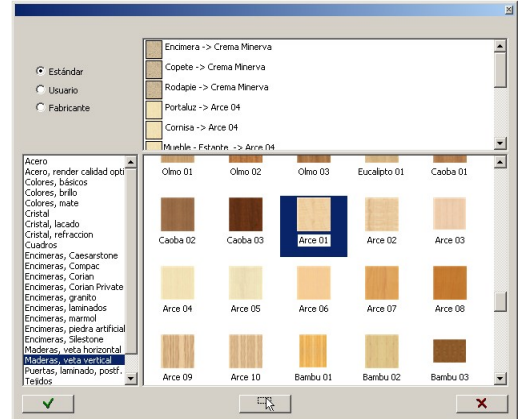 Estándar
Usuario
Fabricante
Encimera -> Crema Minerva
Copete -> Crema Minerva
Rodapie -> Crema Minerva
Portaluz -> Arce 04
Cornisa -> Arce 04
Mueble - Estante -> Arce 04
Acero
Acero, render calidad opti
Colores, básicos
Colores, brillo
Colores, mate
Cristal
Cristal, lacado
Cristal, refraccion
Cuadros
Encimeras, Caesarstone
Encimeras, Compac
Encimeras, Corian
Encimeras, Corian Private
Encimeras, granito
Encimeras, laminados
Encimeras, marmol
Encimeras, piedra artificial
Encimeras, Silestone
Maderas, veta horizontal
Maderas, veta vertical
Puertas, laminado, postf.
Tejidos
Olmo 01 Olmo 02 Olmo 03 Eucalipto 01 Caoba 01
Caoba 02 Caoba 03 Arce 01 Arce 02 Arce 03
Arce 04 Arce 05 Arce 06 Arce 07 Arce 08
Arce 09 Arce 10 Bambu 01 Bambu 02 Bambu 03